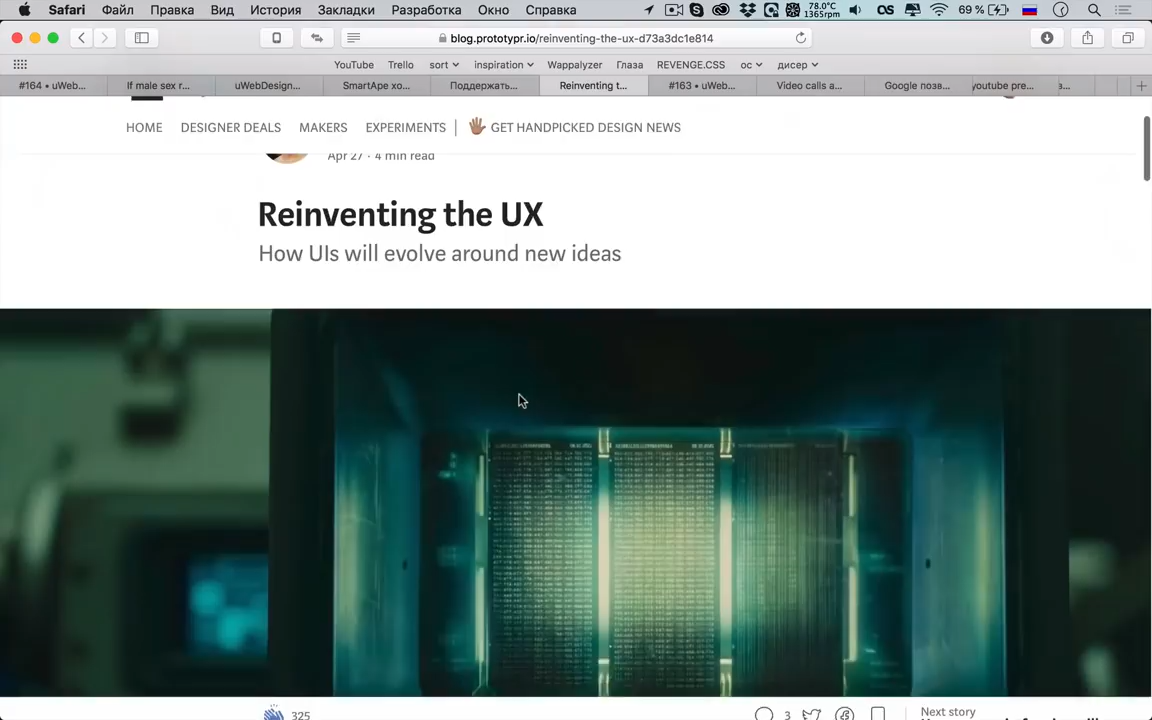 Safari Файл Правка Вид История Закладки Разработка Окно Справка 78.0°C 1365rpm 69 %
blog.prototypr.io/reinventing-the-ux-d73a3dc1e814
YouTube Trello sort inspiration Wappalyzer Глаза REVENGE.CSS ос дисер
#164 • uWeb... If male sex r... uWebDesign... SmartApe хо... Поддержать... Reinventing t... #163 • uWeb... Video calls a... Google позв... youtube pre... в...
HOME DESIGNER DEALS MAKERS EXPERIMENTS GET HANDPICKED DESIGN NEWS
Apr 27 · 4 min read
Reinventing the UX
How UIs will evolve around new ideas
325 3 Next story